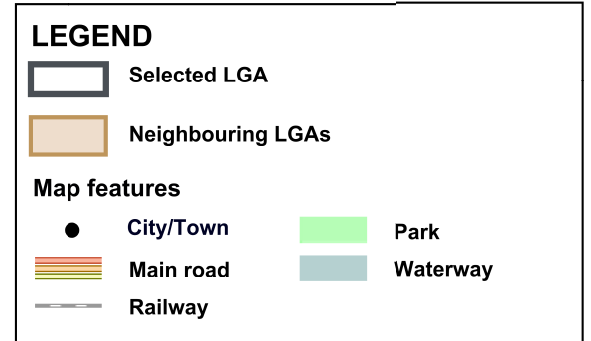 LEGEND
Selected LGA
Neighbouring LGAs
Map features
City/Town
Park
Main road
Waterway
Railway